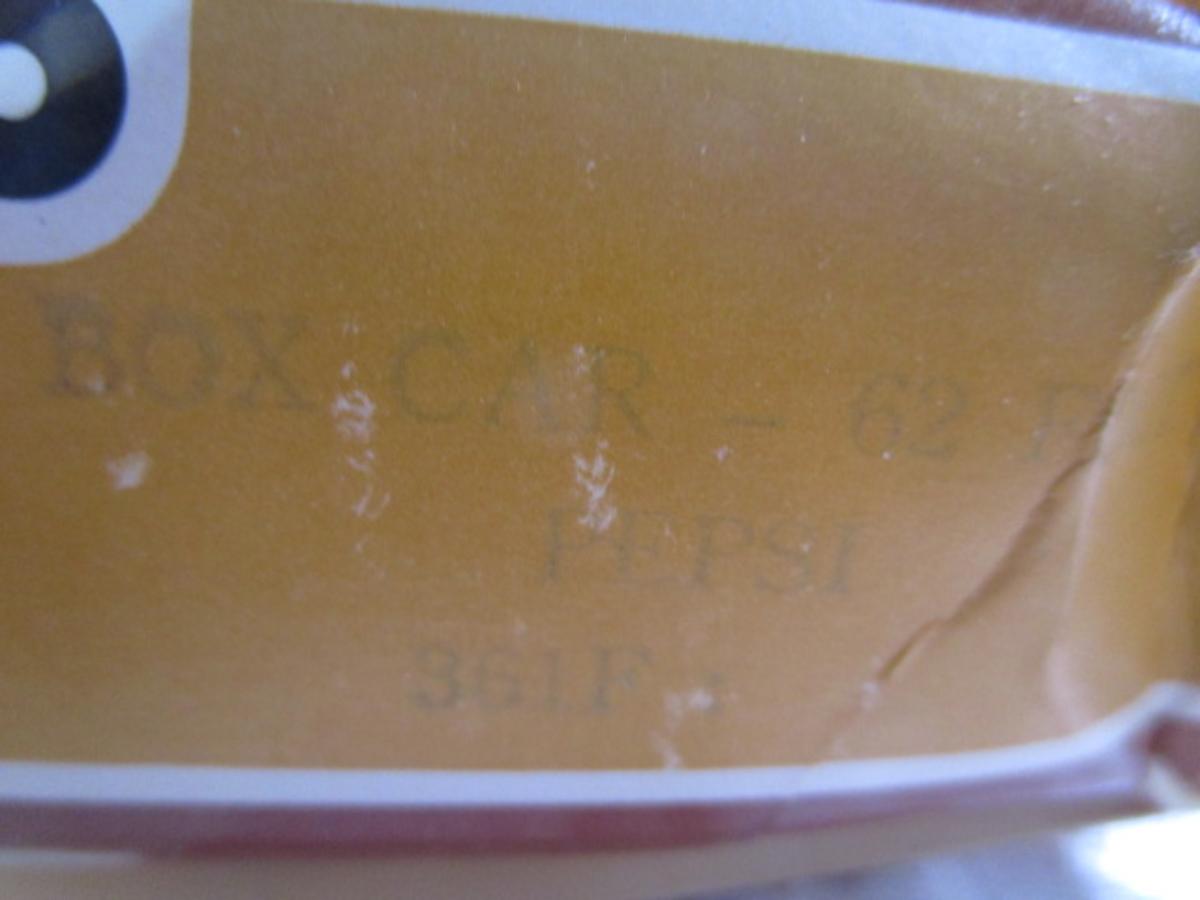 BOX CAR - 62 F
PEPSI
361F